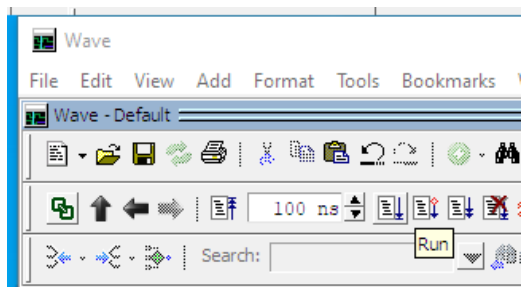 Wave
File Edit View Add Format Tools Bookmarks
Wave - Default
100 ns
Run
Search: